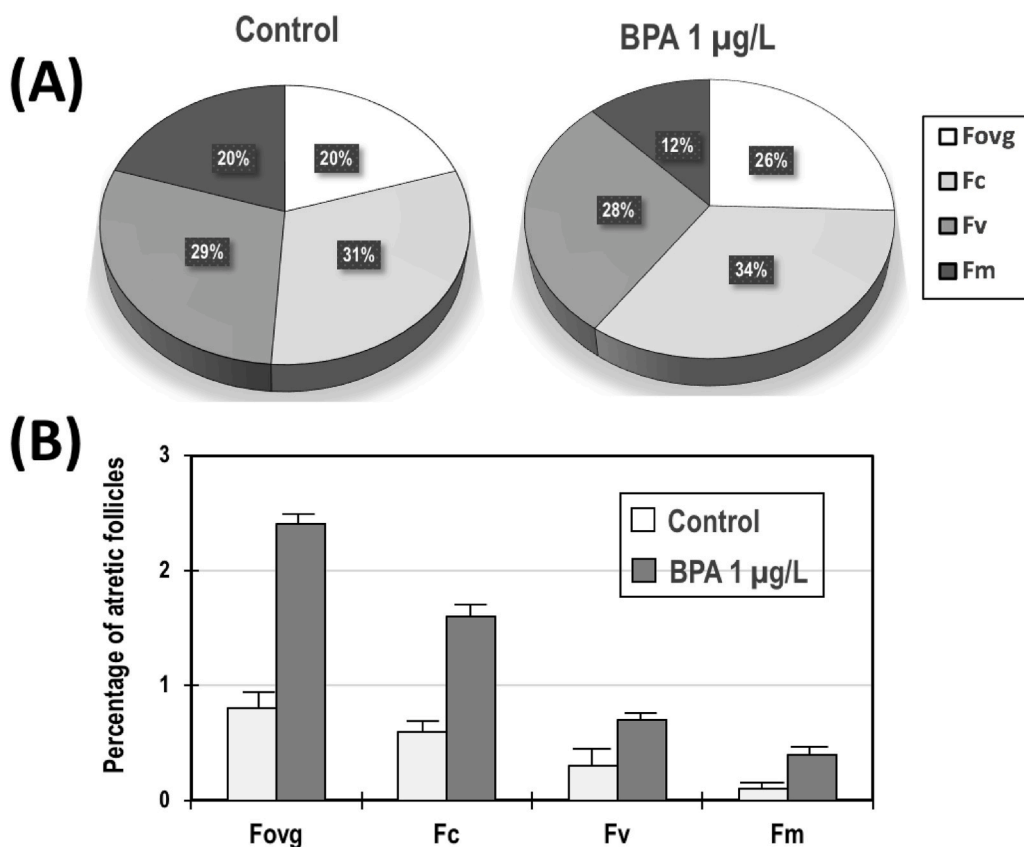 Control
BPA 1 µg/L
(A)
20%
20%
29%
31%
12%
26%
28%
34%
Fovg
Fc
Fv
Fm
(B)
Percentage of atretic follicles
3
2
1
0
Control
BPA 1 µg/L
Fovg
Fc
Fv
Fm